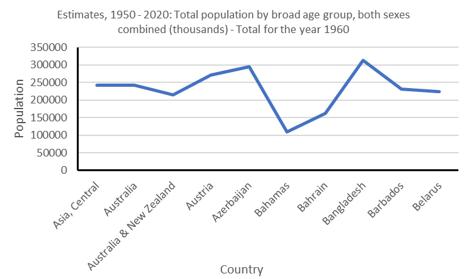 Estimates, 1950 - 2020: Total population by broad age group, both sexes
combined (thousands) - Total for the year 1960
350000
300000
250000
200000
150000
100000
50000
0
Population
Asia, Central
Australia
Australia & New Zealand
Austria
Azerbaijan
Bahamas
Bahrain
Bangladesh
Barbados
Belarus
Country